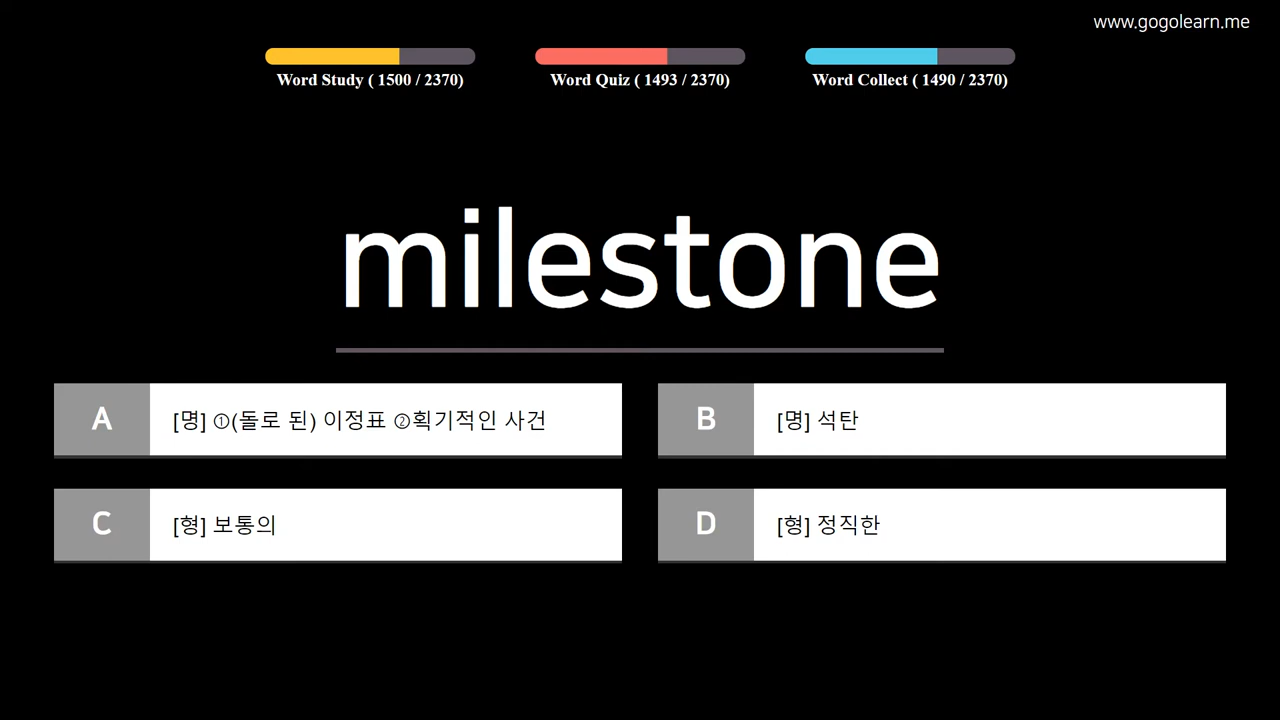 www.gogolearn.me
Word Study ( 1500 / 2370)
Word Quiz ( 1493 / 2370)
Word Collect ( 1490 / 2370)
milestone
A [명] ①(돌로 된) 이정표 ②획기적인 사건
B [명] 석탄
C [형] 보통의
D [형] 정직한